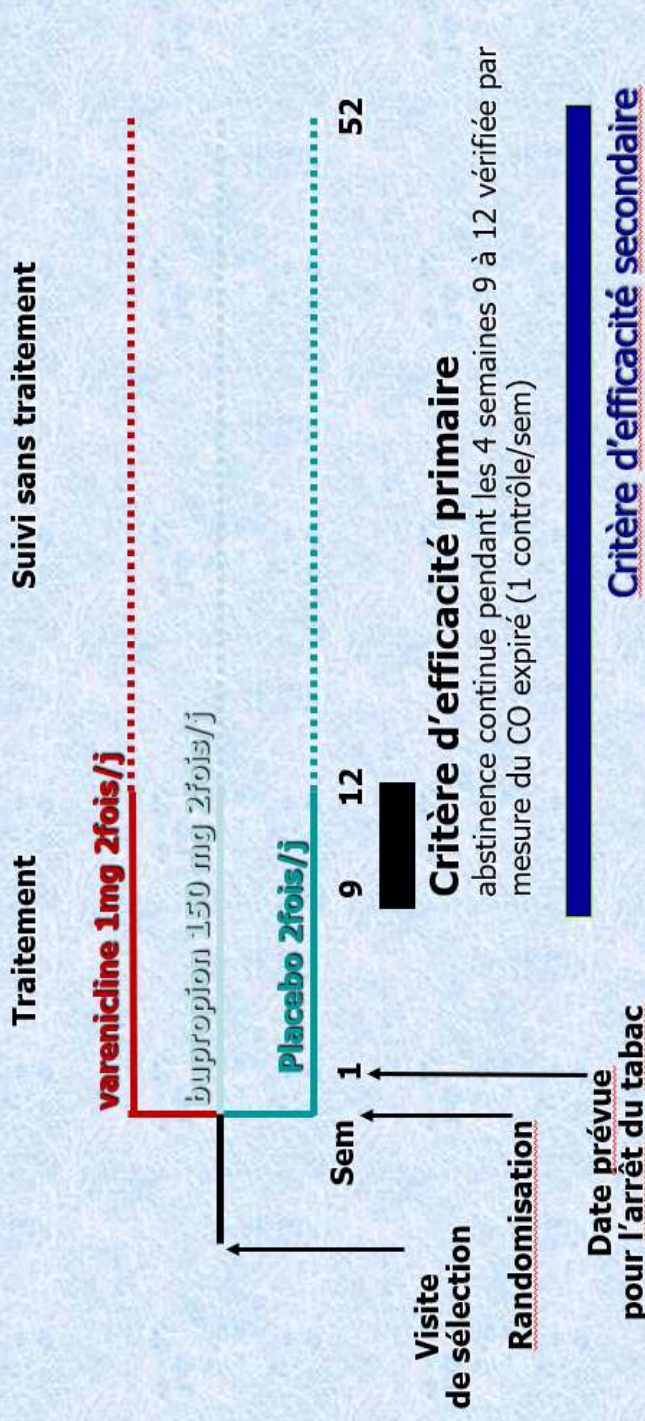 Traitement
Suivi sans traitement
varenicline 1mg 2fois/j
bupropion 150 mg 2fois/j
Placebo 2fois/j
Sem
1
9
12
52
Visite
de sélection
Randomisation
Date prévue
pour l'arrêt du tabac
Critère d'efficacité primaire
abstinence continue pendant les 4 semaines 9 à 12 vérifiée par
mesure du CO expiré (1 contrôle/sem)
Critère d'efficacité secondaire